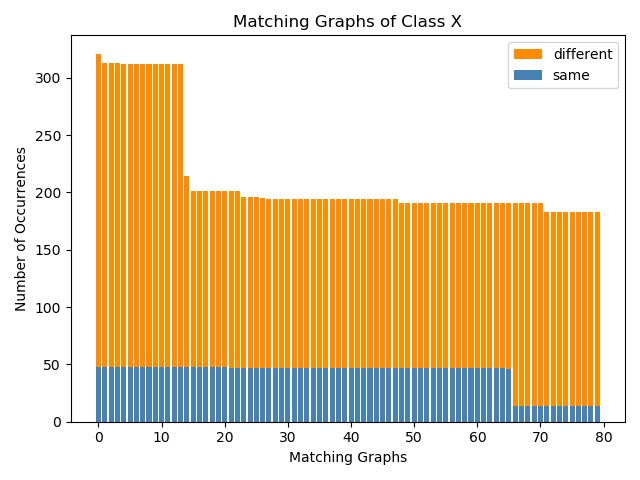 Matching Graphs of Class X
different
same
Number of Occurrences
300
250
200
150
100
50
0
0 10 20 30 40 50 60 70 80
Matching Graphs